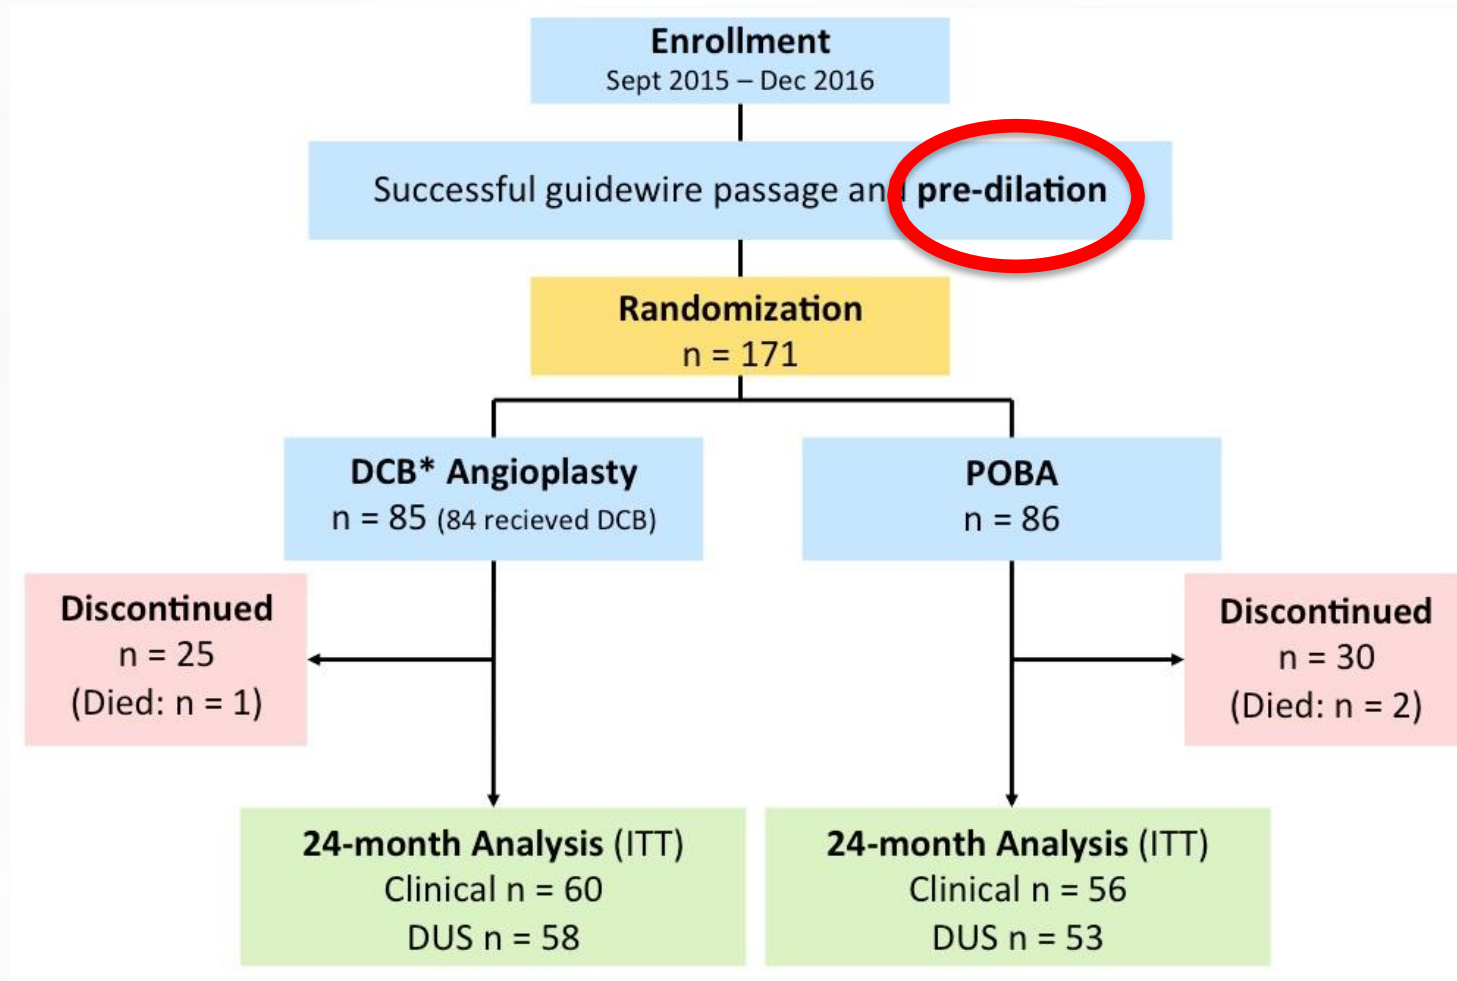 Enrollment
Sept 2015 – Dec 2016
Successful guidewire passage and pre-dilation
Randomization
n = 171
DCB* Angioplasty
n = 85 (84 recieved DCB)
POBA
n = 86
Discontinued
n = 25
(Died: n = 1)
Discontinued
n = 30
(Died: n = 2)
24-month Analysis (ITT)
Clinical n = 60
DUS n = 58
24-month Analysis (ITT)
Clinical n = 56
DUS n = 53